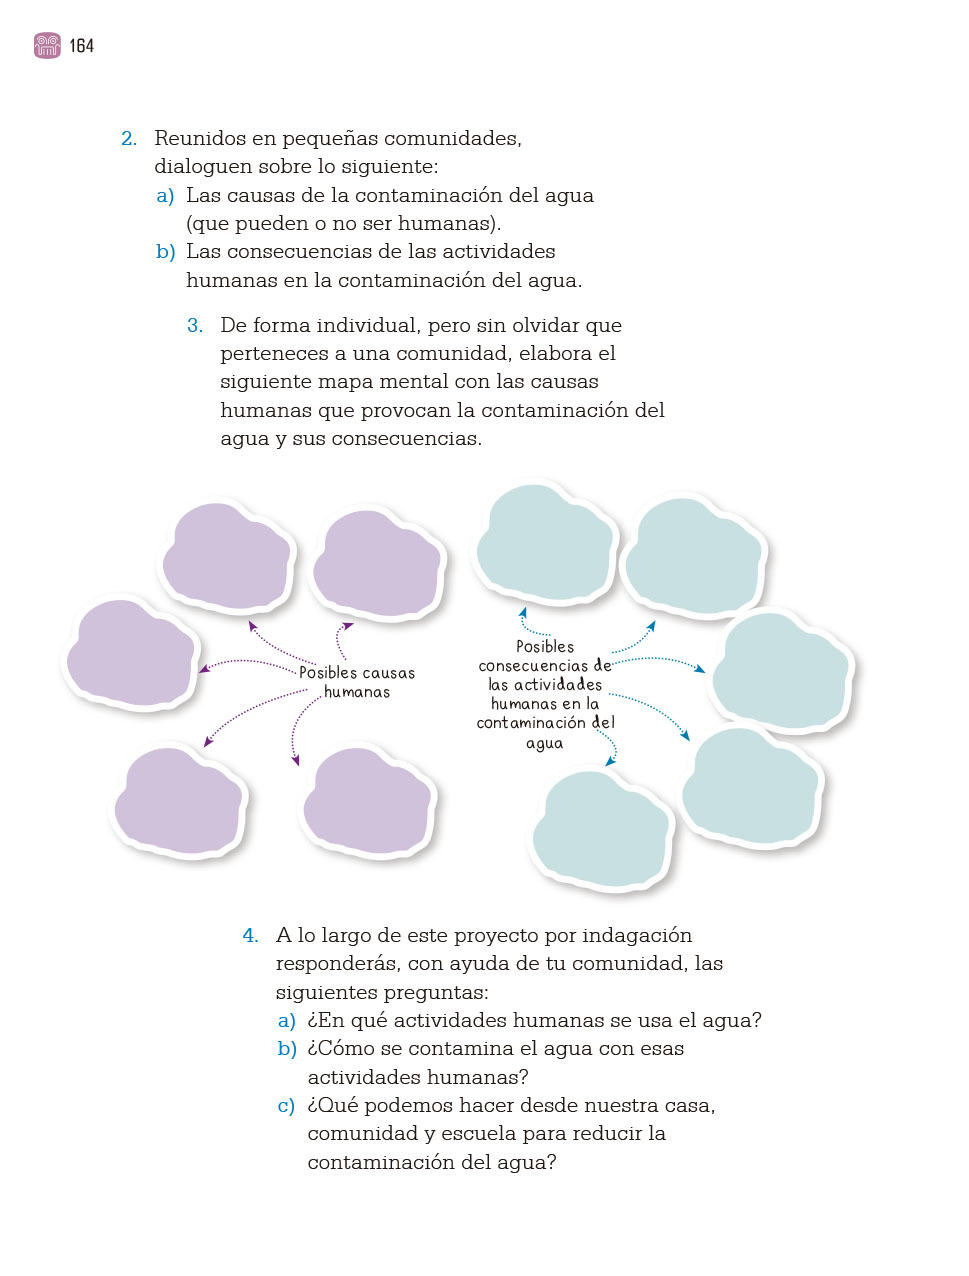 164
2. Reunidos en pequeñas comunidades,
dialoguen sobre lo siguiente:
a) Las causas de la contaminación del agua
(que pueden o no ser humanas).
b) Las consecuencias de las actividades
humanas en la contaminación del agua.
3. De forma individual, pero sin olvidar que
perteneces a una comunidad, elabora el
siguiente mapa mental con las causas
humanas que provocan la contaminación del
agua y sus consecuencias.
Posibles causas
humanas
Posibles
consecuencias de
las actividades
humanas en la
contaminación del
agua
4. A lo largo de este proyecto por indagación
responderás, con ayuda de tu comunidad, las
siguientes preguntas:
a) ¿En qué actividades humanas se usa el agua?
b) ¿Cómo se contamina el agua con esas
actividades humanas?
c) ¿Qué podemos hacer desde nuestra casa,
comunidad y escuela para reducir la
contaminación del agua?